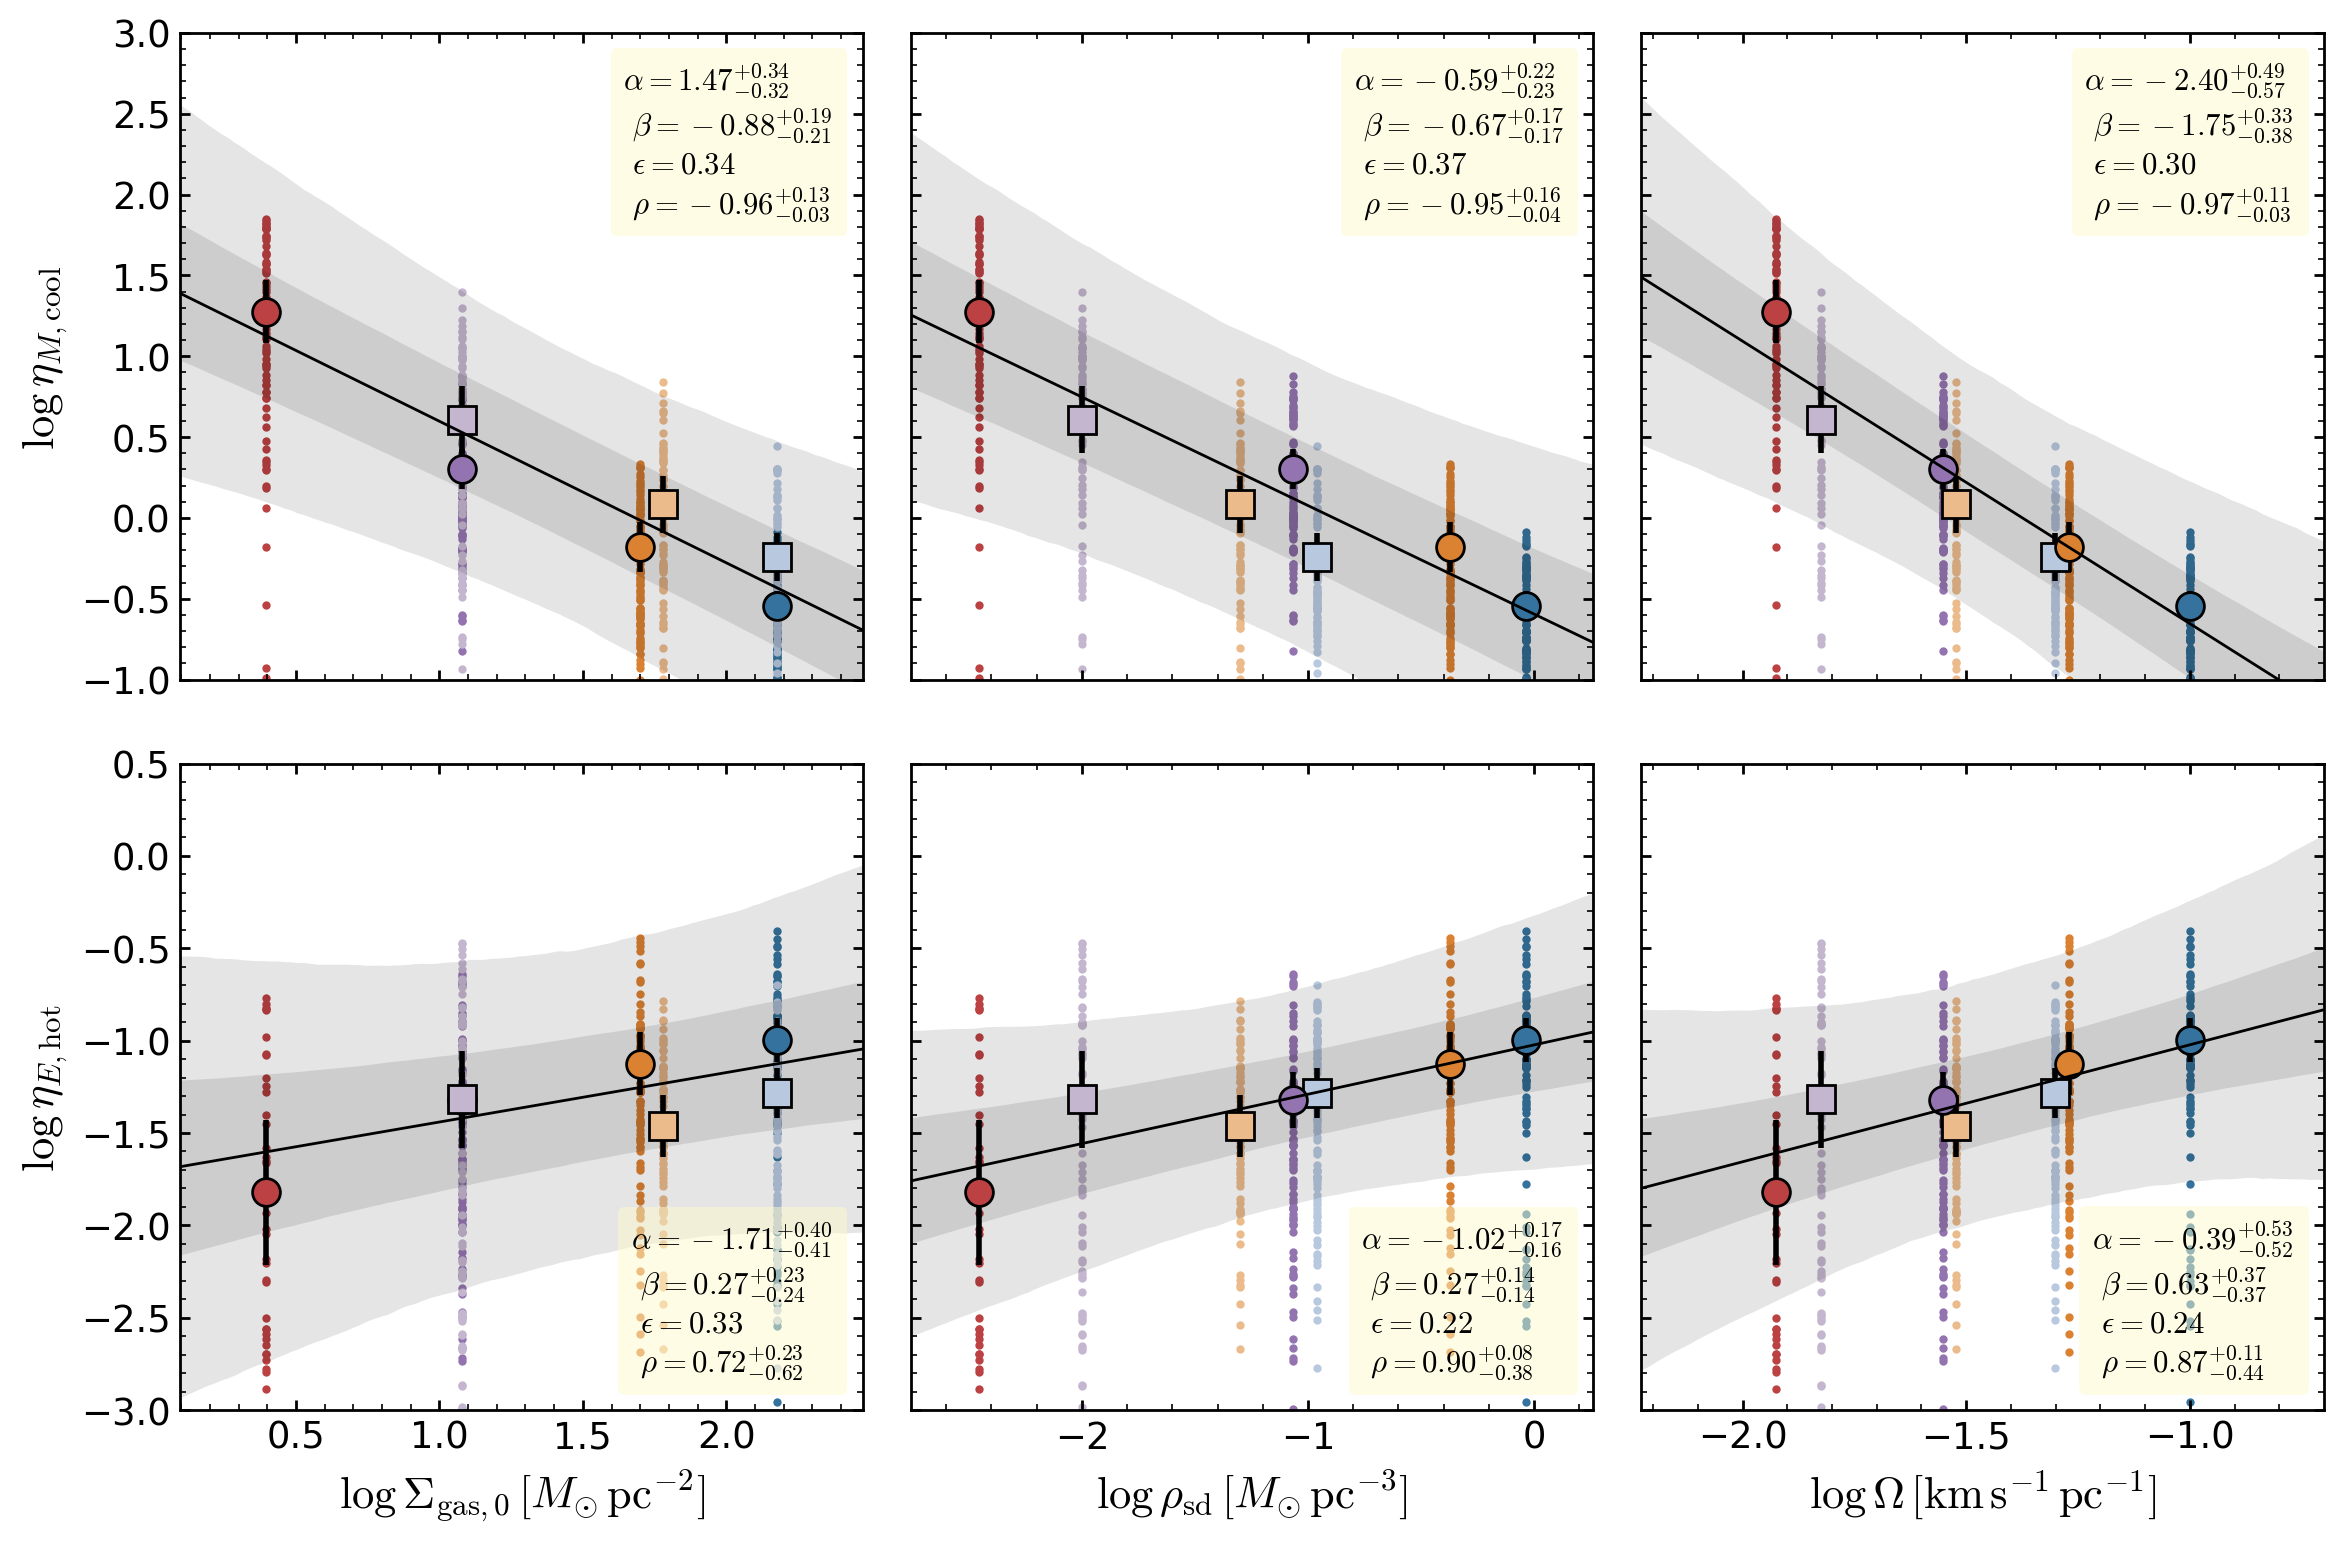 3.0
2.5
2.0
1.5
1.0
0.5
0.0
−0.5
−1.0
log η_{M, cool}
α = 1.47^{+0.34}_{−0.32}
β = −0.88^{+0.19}_{−0.21}
ϵ = 0.34
ρ = −0.96^{+0.13}_{−0.03}
α = −0.59^{+0.22}_{−0.23}
β = −0.67^{+0.17}_{−0.17}
ϵ = 0.37
ρ = −0.95^{+0.16}_{−0.04}
α = −2.40^{+0.49}_{−0.57}
β = −1.75^{+0.33}_{−0.38}
ϵ = 0.30
ρ = −0.97^{+0.11}_{−0.03}
0.5
0.0
−0.5
−1.0
−1.5
−2.0
−2.5
−3.0
log η_{E, hot}
α = −1.71^{+0.40}_{−0.41}
β = 0.27^{+0.23}_{−0.24}
ϵ = 0.33
ρ = 0.72^{+0.23}_{−0.62}
α = −1.02^{+0.17}_{−0.16}
β = 0.27^{+0.14}_{−0.14}
ϵ = 0.22
ρ = 0.90^{+0.08}_{−0.38}
α = −0.39^{+0.53}_{−0.52}
β = 0.63^{+0.37}_{−0.37}
ϵ = 0.24
ρ = 0.87^{+0.11}_{−0.44}
0.5 1.0 1.5 2.0
−2 −1 0
−2.0 −1.5 −1.0
log Σ_{gas, 0} [M_⊙ pc^{−2}]
log ρ_{sd} [M_⊙ pc^{−3}]
log Ω [km s^{−1} pc^{−1}]